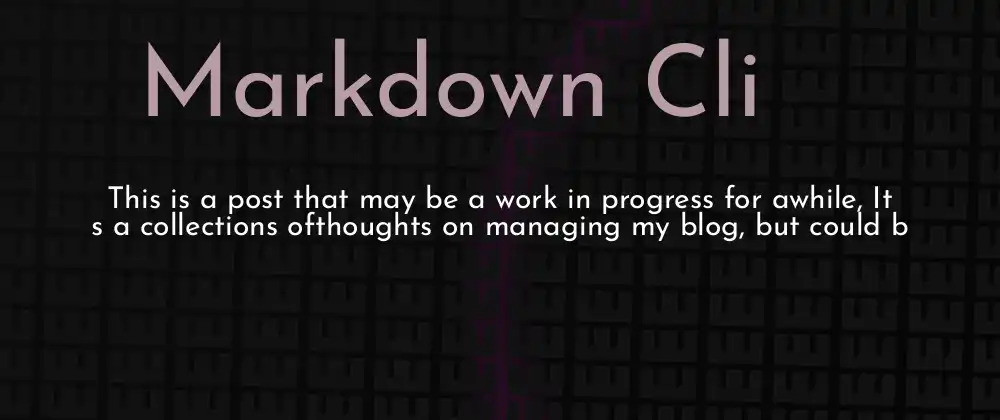 Markdown Cli
This is a post that may be a work in progress for awhile, It
s a collections ofthoughts on managing my blog, but could b